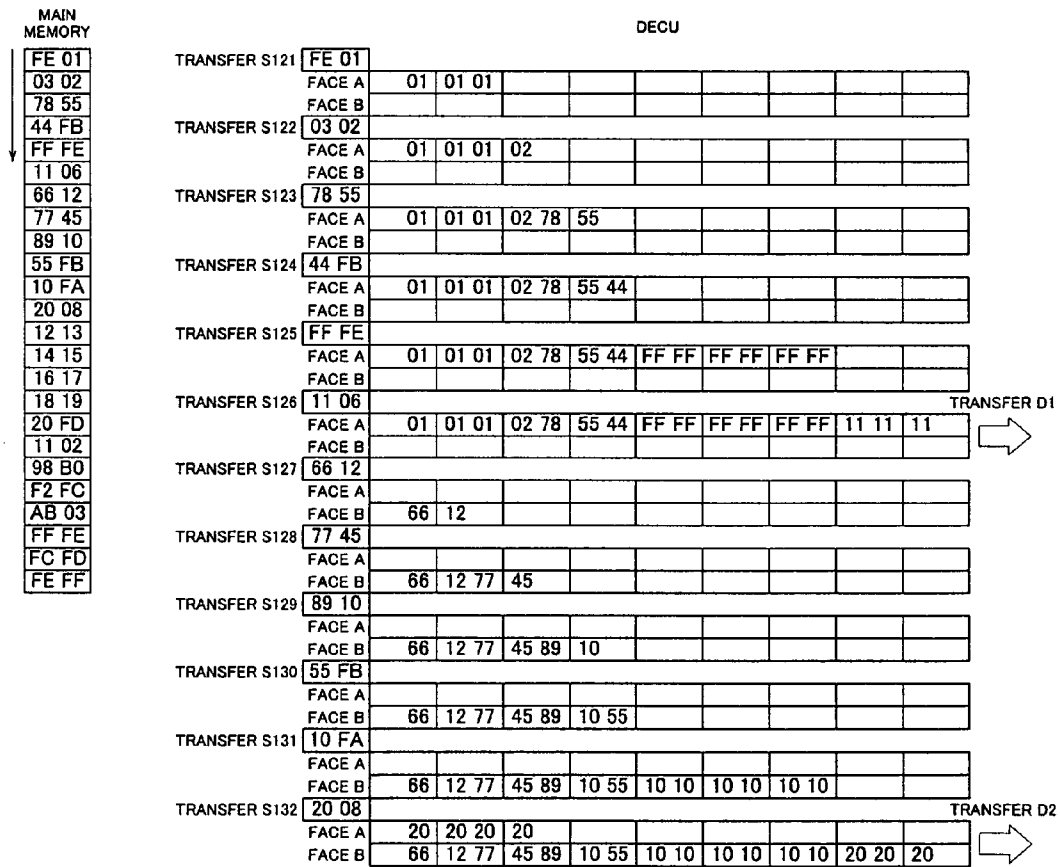 MAIN
MEMORY
DECU
FE 01
03 02
78 55
44 FB
FF FE
11 06
66 12
77 45
89 10
55 FB
10 FA
20 08
12 13
14 15
16 17
18 19
20 FD
11 02
98 B0
F2 FC
AB 03
FF FE
FC FD
FE FF
TRANSFER S121 FE 01
FACE A 01 01 01
FACE B
TRANSFER S122 03 02
FACE A 01 01 01 02
FACE B
TRANSFER S123 78 55
FACE A 01 01 01 02 78 55
FACE B
TRANSFER S124 44 FB
FACE A 01 01 01 02 78 55 44
FACE B
TRANSFER S125 FF FE
FACE A 01 01 01 02 78 55 44 FF FF FF FF FF FF
FACE B
TRANSFER S126 11 06 TRANSFER D1
FACE A 01 01 01 02 78 55 44 FF FF FF FF FF FF 11 11 11
FACE B
TRANSFER S127 66 12
FACE A
FACE B 66 12
TRANSFER S128 77 45
FACE A
FACE B 66 12 77 45
TRANSFER S129 89 10
FACE A
FACE B 66 12 77 45 89 10
TRANSFER S130 55 FB
FACE A
FACE B 66 12 77 45 89 10 55
TRANSFER S131 10 FA
FACE A
FACE B 66 12 77 45 89 10 55 10 10 10 10 10 10
TRANSFER S132 20 08 TRANSFER D2
FACE A 20 20 20 20
FACE B 66 12 77 45 89 10 55 10 10 10 10 10 10 20 20 20